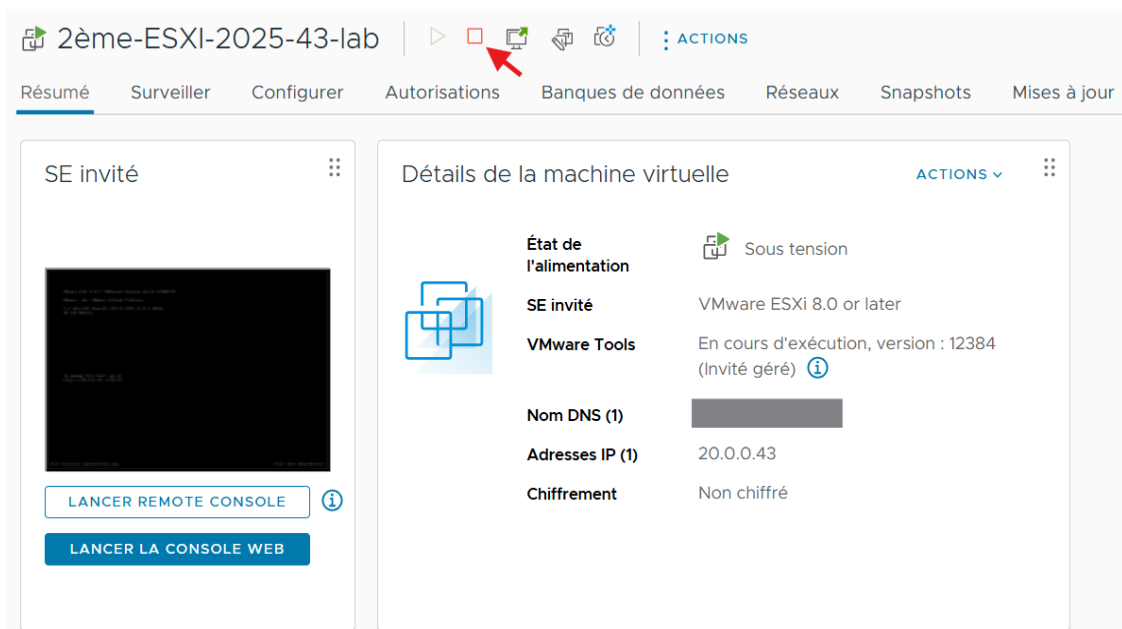 2ème-ESXI-2025-43-lab
ACTIONS
Résumé Surveiller Configurer Autorisations Banques de données Réseaux Snapshots Mises à jour
SE invité
Détails de la machine virtuelle
ACTIONS
État de
l'alimentation
Sous tension
SE invité
VMware ESXi 8.0 or later
VMware Tools
En cours d'exécution, version : 12384
(Invité géré)
Nom DNS (1)
Adresses IP (1)
20.0.0.43
Chiffrement
Non chiffré
LANCER REMOTE CONSOLE
LANCER LA CONSOLE WEB